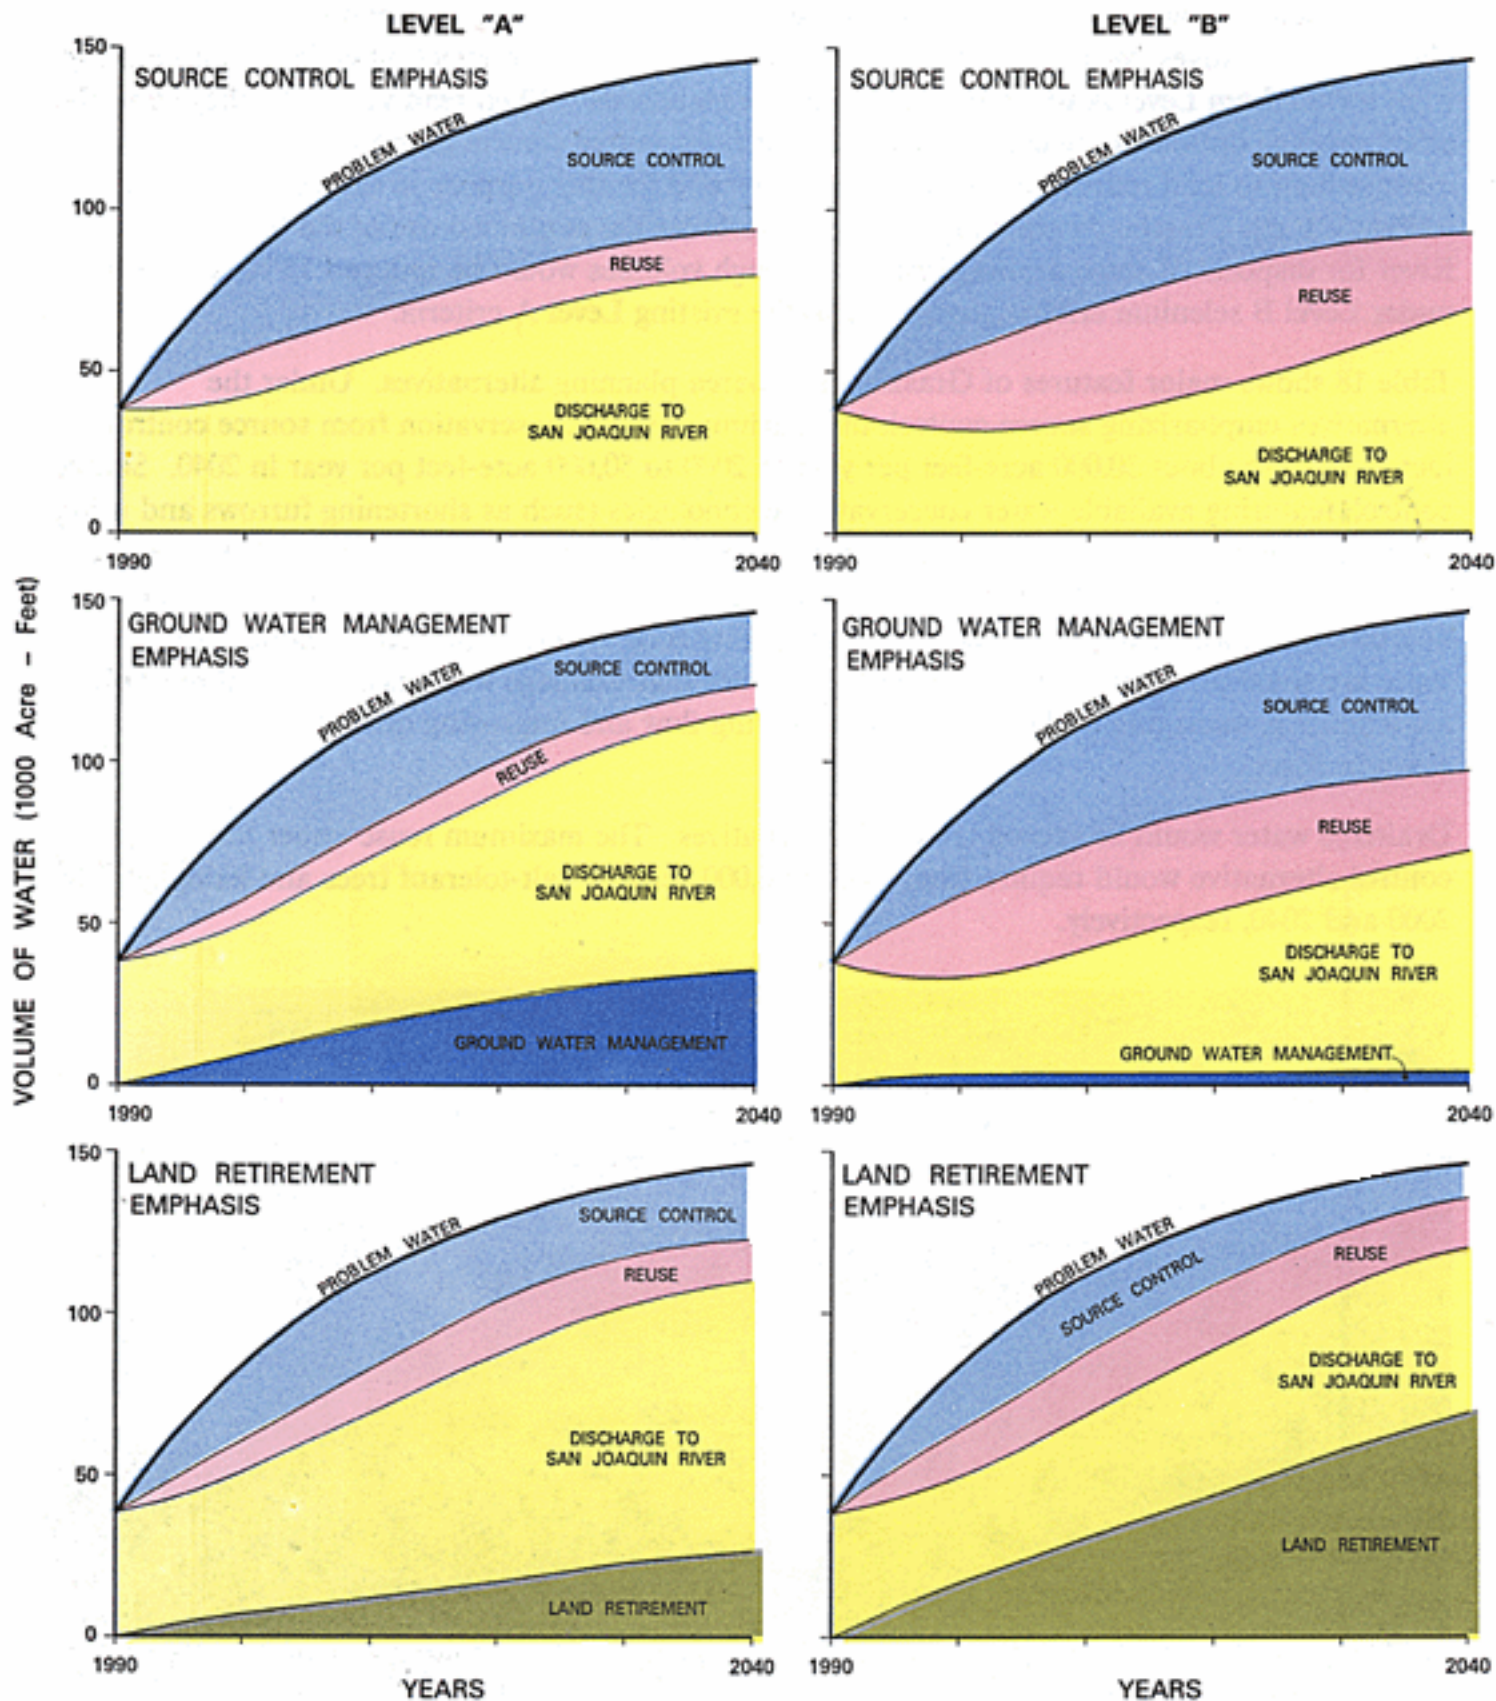 LEVEL "A"
LEVEL "B"
VOLUME OF WATER (1000 Acre – Feet)
150
100
50
0
SOURCE CONTROL EMPHASIS
PROBLEM WATER
SOURCE CONTROL
REUSE
DISCHARGE TO
SAN JOAQUIN RIVER
1990
2040
SOURCE CONTROL EMPHASIS
PROBLEM WATER
SOURCE CONTROL
REUSE
DISCHARGE TO
SAN JOAQUIN RIVER
1990
2040
150
100
50
0
GROUND WATER MANAGEMENT
EMPHASIS
PROBLEM WATER
SOURCE CONTROL
REUSE
DISCHARGE TO
SAN JOAQUIN RIVER
GROUND WATER MANAGEMENT
1990
2040
GROUND WATER MANAGEMENT
EMPHASIS
PROBLEM WATER
SOURCE CONTROL
REUSE
DISCHARGE TO
SAN JOAQUIN RIVER
GROUND WATER MANAGEMENT
1990
2040
150
100
50
0
LAND RETIREMENT
EMPHASIS
PROBLEM WATER
SOURCE CONTROL
REUSE
DISCHARGE TO
SAN JOAQUIN RIVER
LAND RETIREMENT
1990
2040
YEARS
LAND RETIREMENT
EMPHASIS
PROBLEM WATER
SOURCE CONTROL
REUSE
DISCHARGE TO
SAN JOAQUIN RIVER
LAND RETIREMENT
1990
2040
YEARS